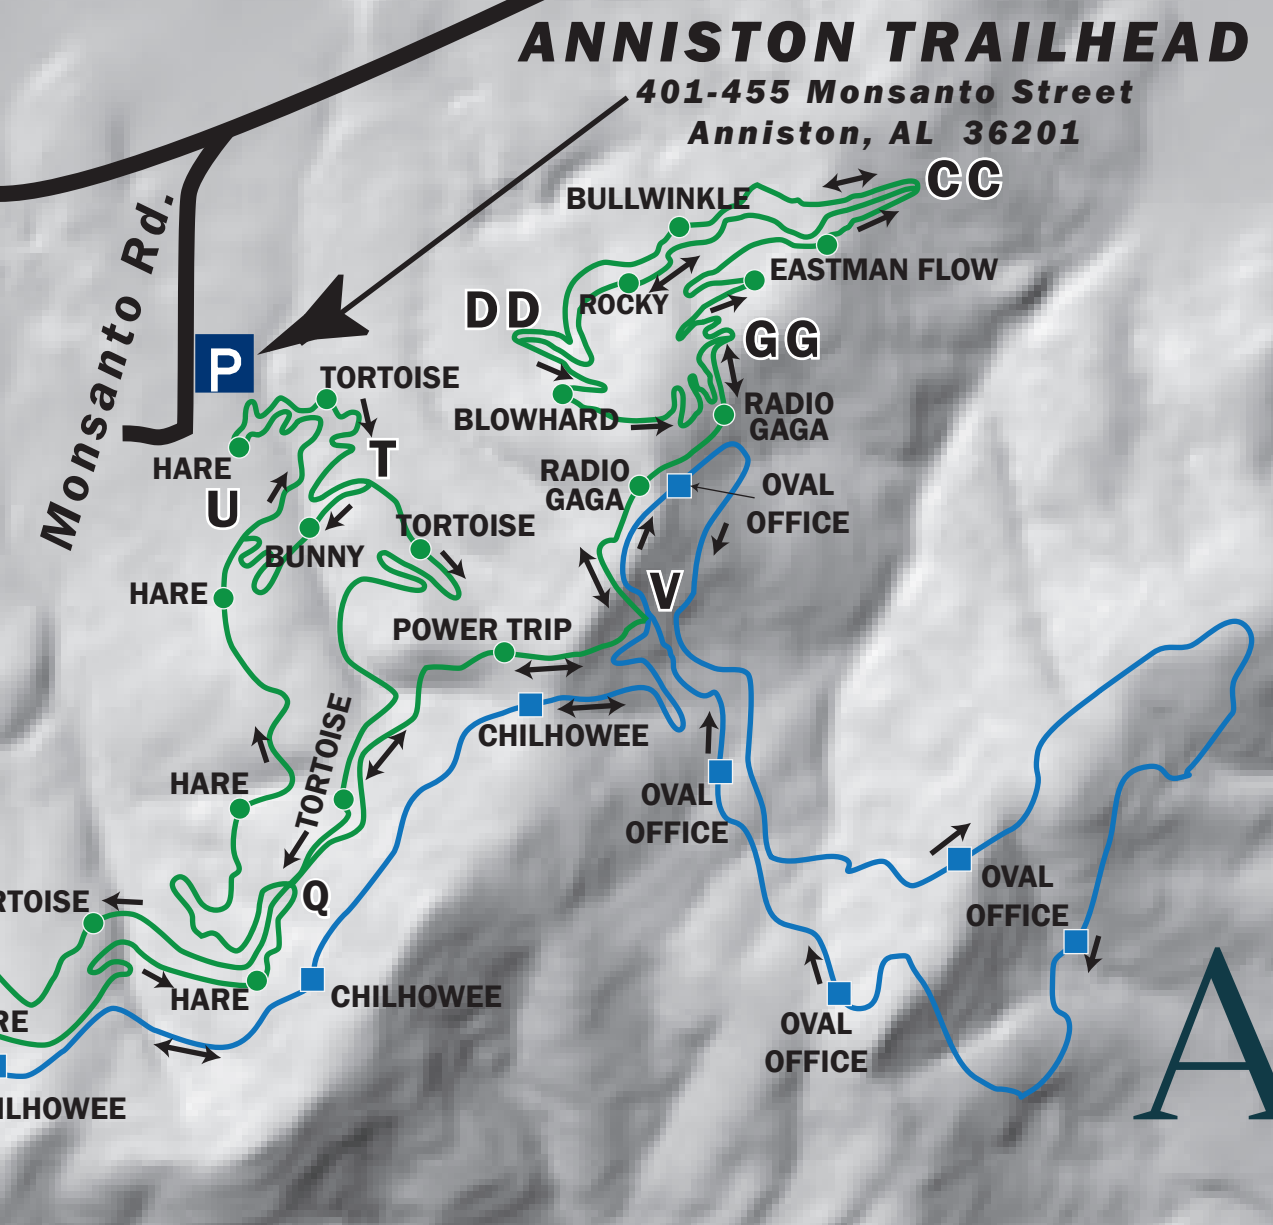 ANNISTON TRAILHEAD
401-455 Monsanto Street
Anniston, AL 36201
Monsanto Rd.
CC
BULLWINKLE
EASTMAN FLOW
ROCKY
DD
GG
P
TORTOISE
BLOWHARD
RADIO
GAGA
HARE
T
RADIO
GAGA
OVAL
OFFICE
U
TORTOISE
BUNNY
HARE
V
POWER TRIP
TORTOISE
CHILHOWEE
HARE
OVAL
OFFICE
OVAL
OFFICE
Q
RTOISE
HARE
CHILHOWEE
RE
OVAL
OFFICE
ILHOWEE
A